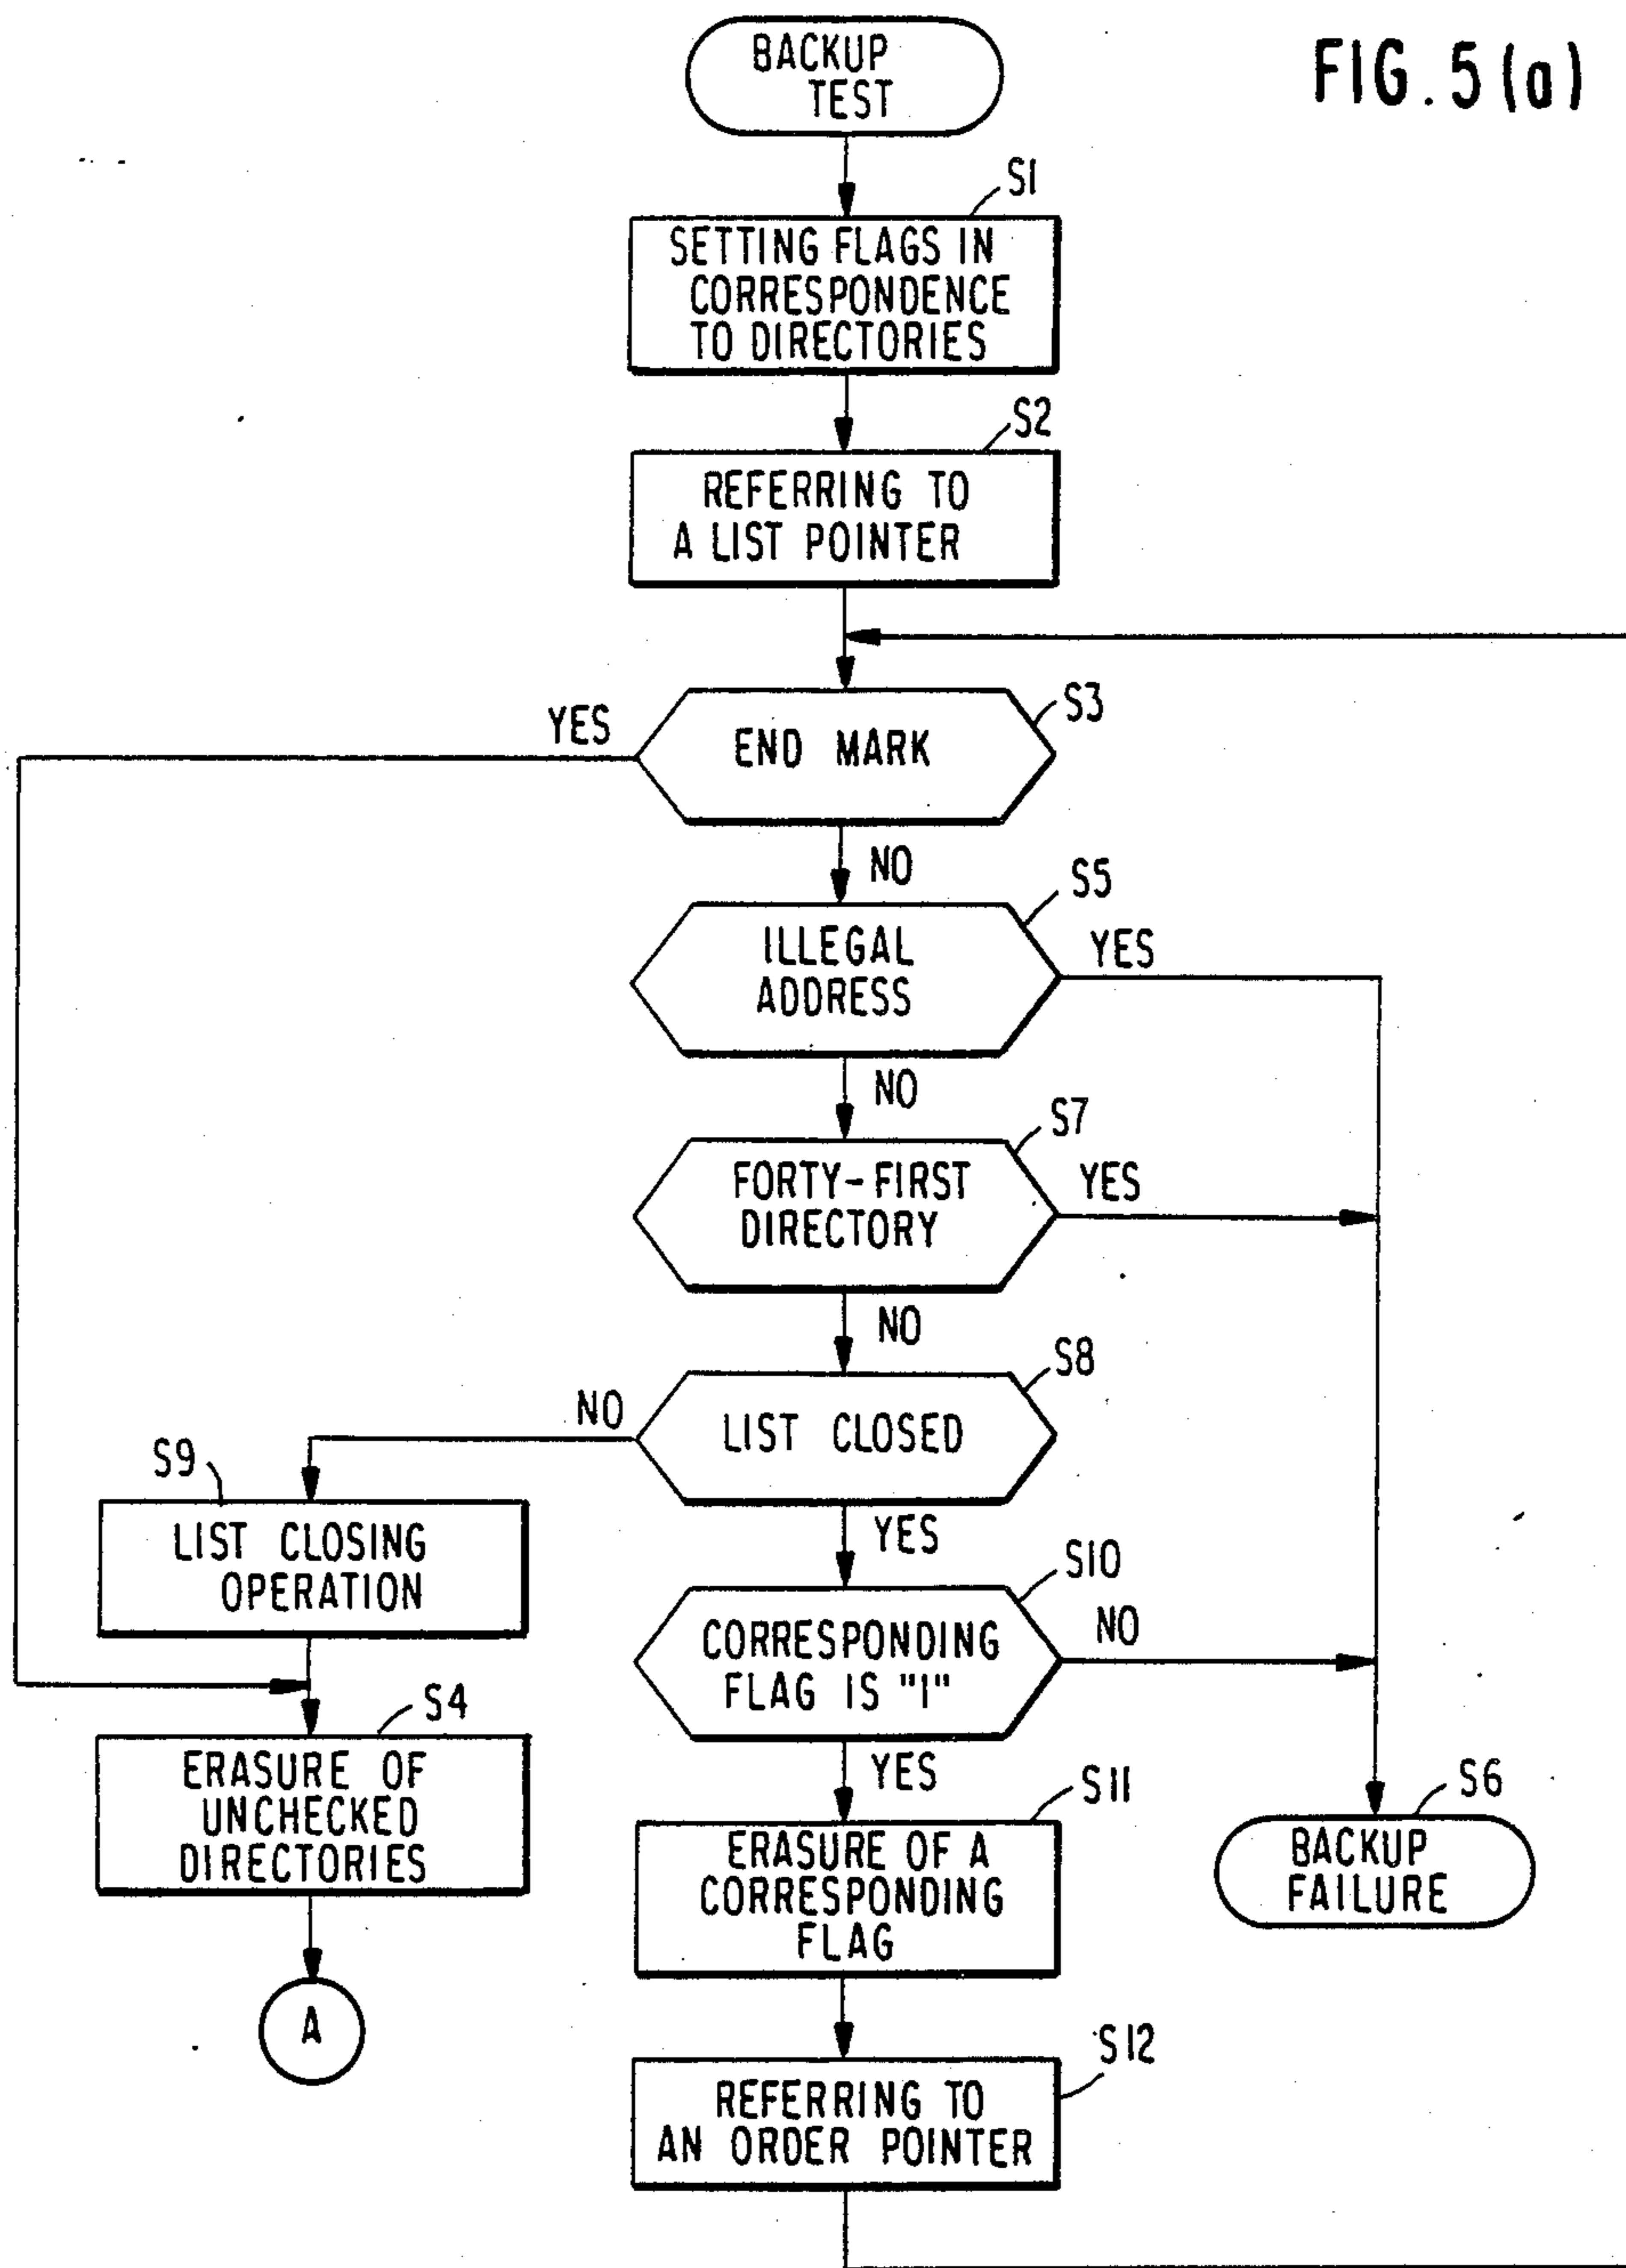 FIG. 5 (a)
BACKUP
TEST
S1
SETTING FLAGS IN
CORRESPONDENCE
TO DIRECTORIES
S2
REFERRING TO
A LIST POINTER
S3
YES
END MARK
NO
S5
ILLEGAL
ADDRESS
YES
NO
S7
FORTY-FIRST
DIRECTORY
YES
NO
S8
NO
LIST CLOSED
S9
LIST CLOSING
OPERATION
YES
S10
CORRESPONDING
FLAG IS "1"
NO
S4
ERASURE OF
UNCHECKED
DIRECTORIES
YES
S11
ERASURE OF A
CORRESPONDING
FLAG
S6
BACKUP
FAILURE
A
S12
REFERRING TO
AN ORDER POINTER